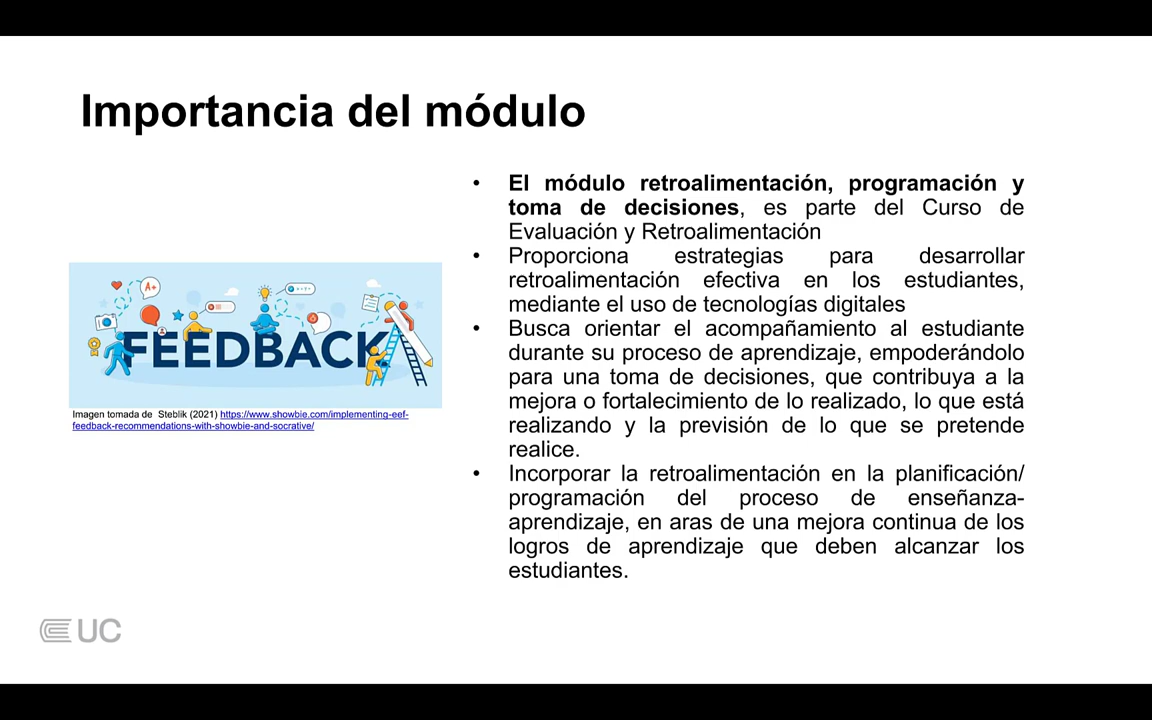 Importancia del módulo
• El módulo retroalimentación, programación y
toma de decisiones, es parte del Curso de
Evaluación y Retroalimentación
• Proporciona estrategias para desarrollar
retroalimentación efectiva en los estudiantes,
mediante el uso de tecnologías digitales
• Busca orientar el acompañamiento al estudiante
durante su proceso de aprendizaje, empoderándolo
para una toma de decisiones, que contribuya a la
mejora o fortalecimiento de lo realizado, lo que está
realizando y la previsión de lo que se pretende
realice.
• Incorporar la retroalimentación en la planificación/
programación del proceso de enseñanza-
aprendizaje, en aras de una mejora continua de los
logros de aprendizaje que deben alcanzar los
estudiantes.
A+
FEEDBACK
Imagen tomada de Steblik (2021) https://www.showbie.com/implementing-eef-
feedback-recommendations-with-showbie-and-socrative/
UC